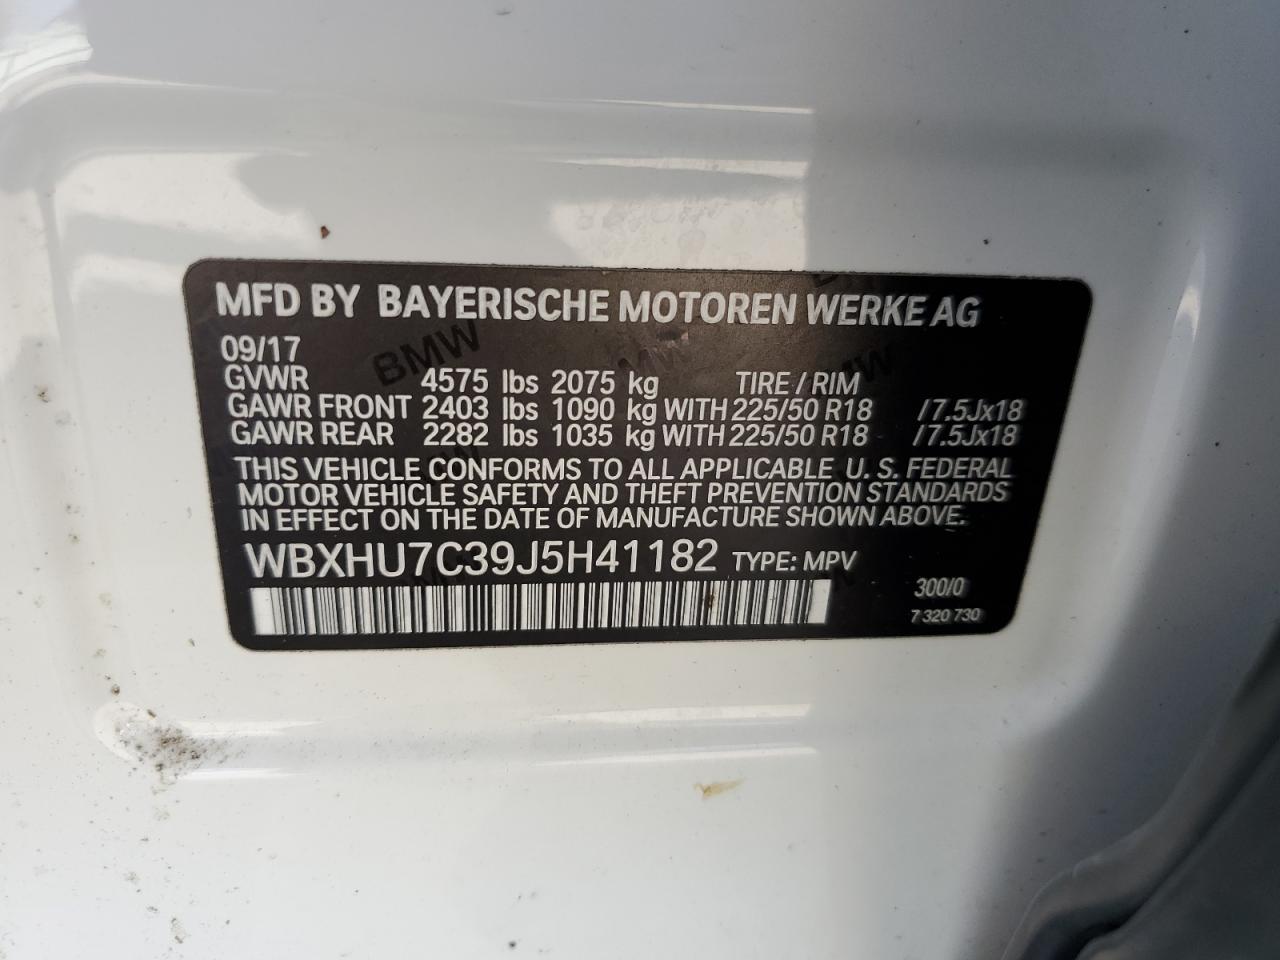 MFD BY BAYERISCHE MOTOREN WERKE AG
09/17
GVWR 4575 lbs 2075 kg TIRE / RIM
GAWR FRONT 2403 lbs 1090 kg WITH 225/50 R18 / 7.5Jx18
GAWR REAR 2282 lbs 1035 kg WITH 225/50 R18 / 7.5Jx18
THIS VEHICLE CONFORMS TO ALL APPLICABLE U. S. FEDERAL
MOTOR VEHICLE SAFETY AND THEFT PREVENTION STANDARDS
IN EFFECT ON THE DATE OF MANUFACTURE SHOWN ABOVE.
WBXHU7C39J5H41182 TYPE: MPV
300/0
7 320 730